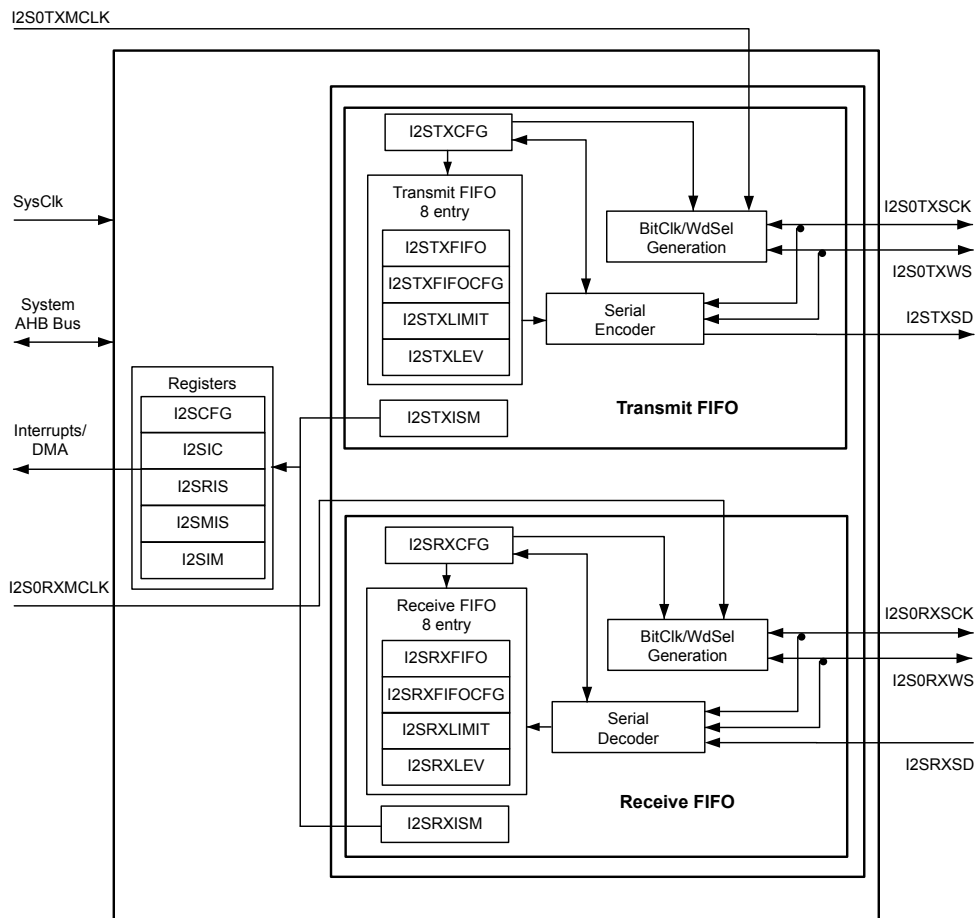 I2S0TXMCLK
I2STXCFG
SysClk
Transmit FIFO
8 entry
I2STXFIFO
I2STXFIFOCFG
I2STXLIMIT
I2STXLEV
BitClk/WdSel
Generation
I2S0TXSCK
I2S0TXWS
Serial
Encoder
I2STXSD
System
AHB Bus
I2STXISM
Transmit FIFO
Registers
I2SCFG
I2SIC
I2SRIS
I2SMIS
I2SIM
Interrupts/
DMA
I2S0RXMCLK
I2SRXCFG
Receive FIFO
8 entry
I2SRXFIFO
I2SRXFIFOCFG
I2SRXLIMIT
I2SRXLEV
BitClk/WdSel
Generation
I2S0RXSCK
I2S0RXWS
Serial
Decoder
I2SRXSD
I2SRXISM
Receive FIFO